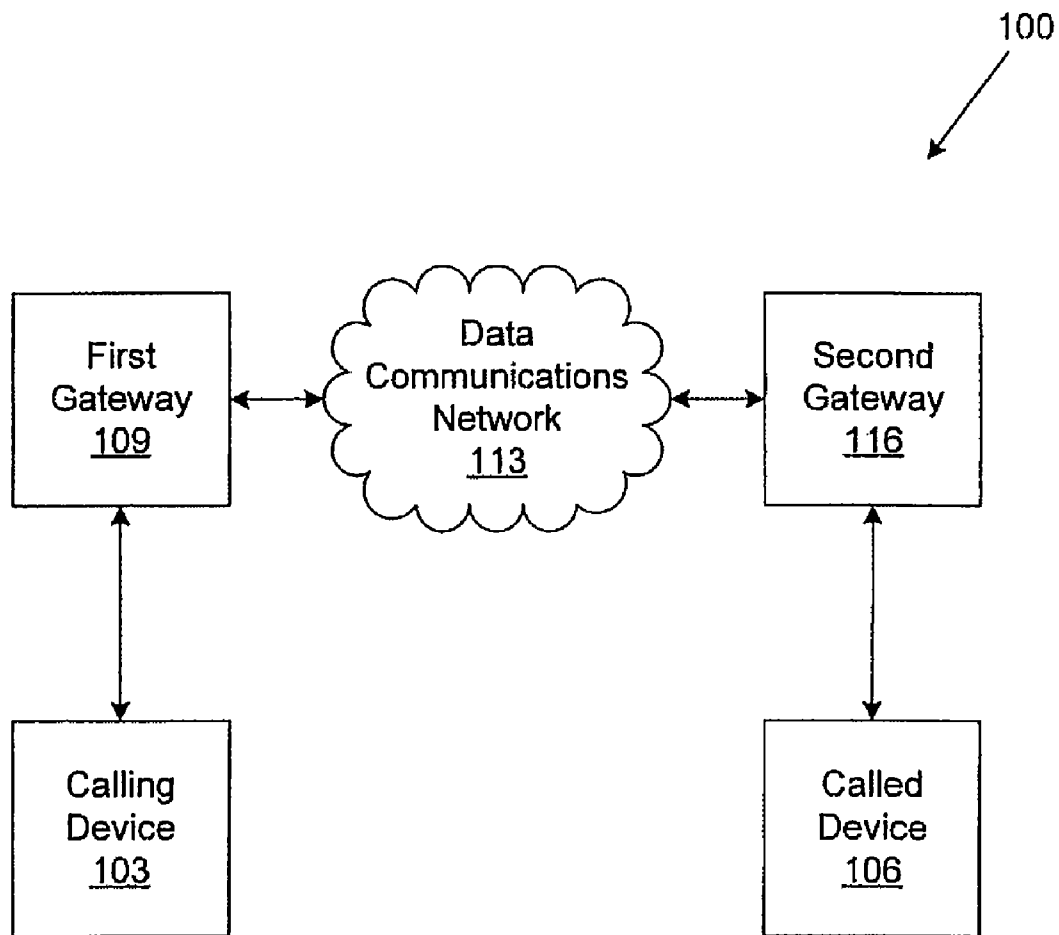 100
First
Gateway
109
Data
Communications
Network
113
Second
Gateway
116
Calling
Device
103
Called
Device
106